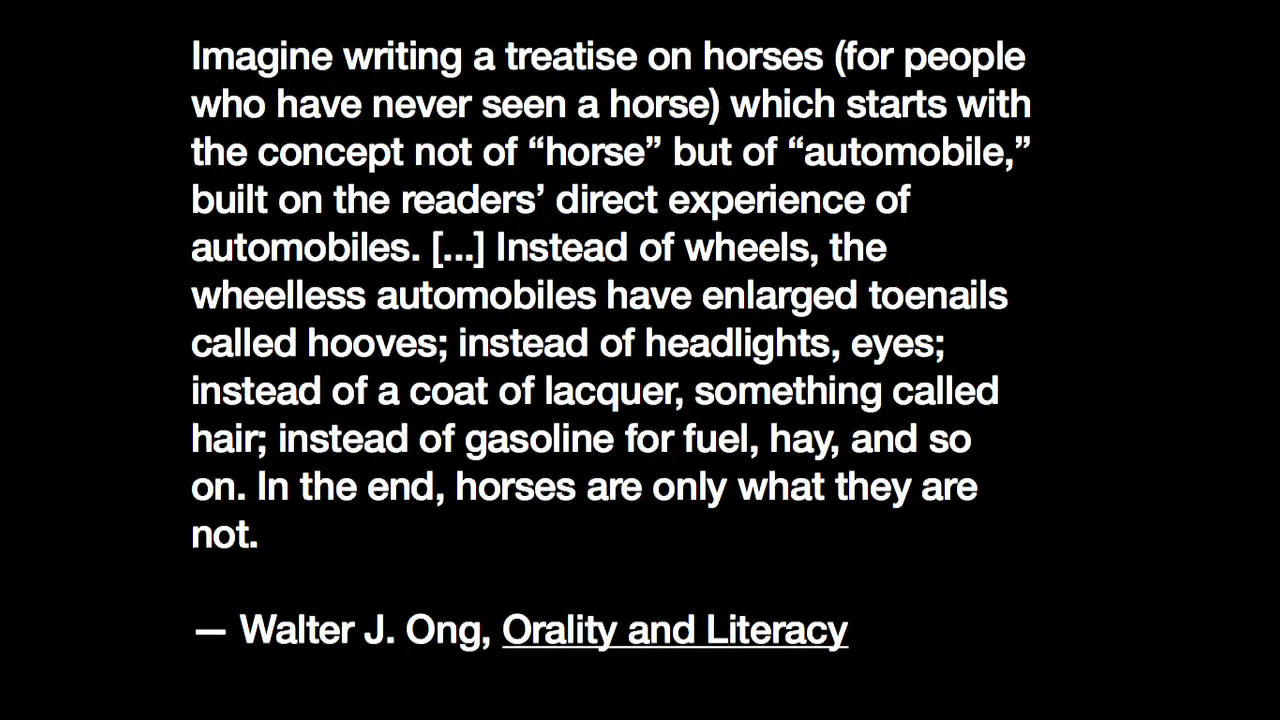 Imagine writing a treatise on horses (for people
who have never seen a horse) which starts with
the concept not of “horse” but of “automobile,”
built on the readers’ direct experience of
automobiles. [...] Instead of wheels, the
wheelless automobiles have enlarged toenails
called hooves; instead of headlights, eyes;
instead of a coat of lacquer, something called
hair; instead of gasoline for fuel, hay, and so
on. In the end, horses are only what they are
not.
— Walter J. Ong, Orality and Literacy